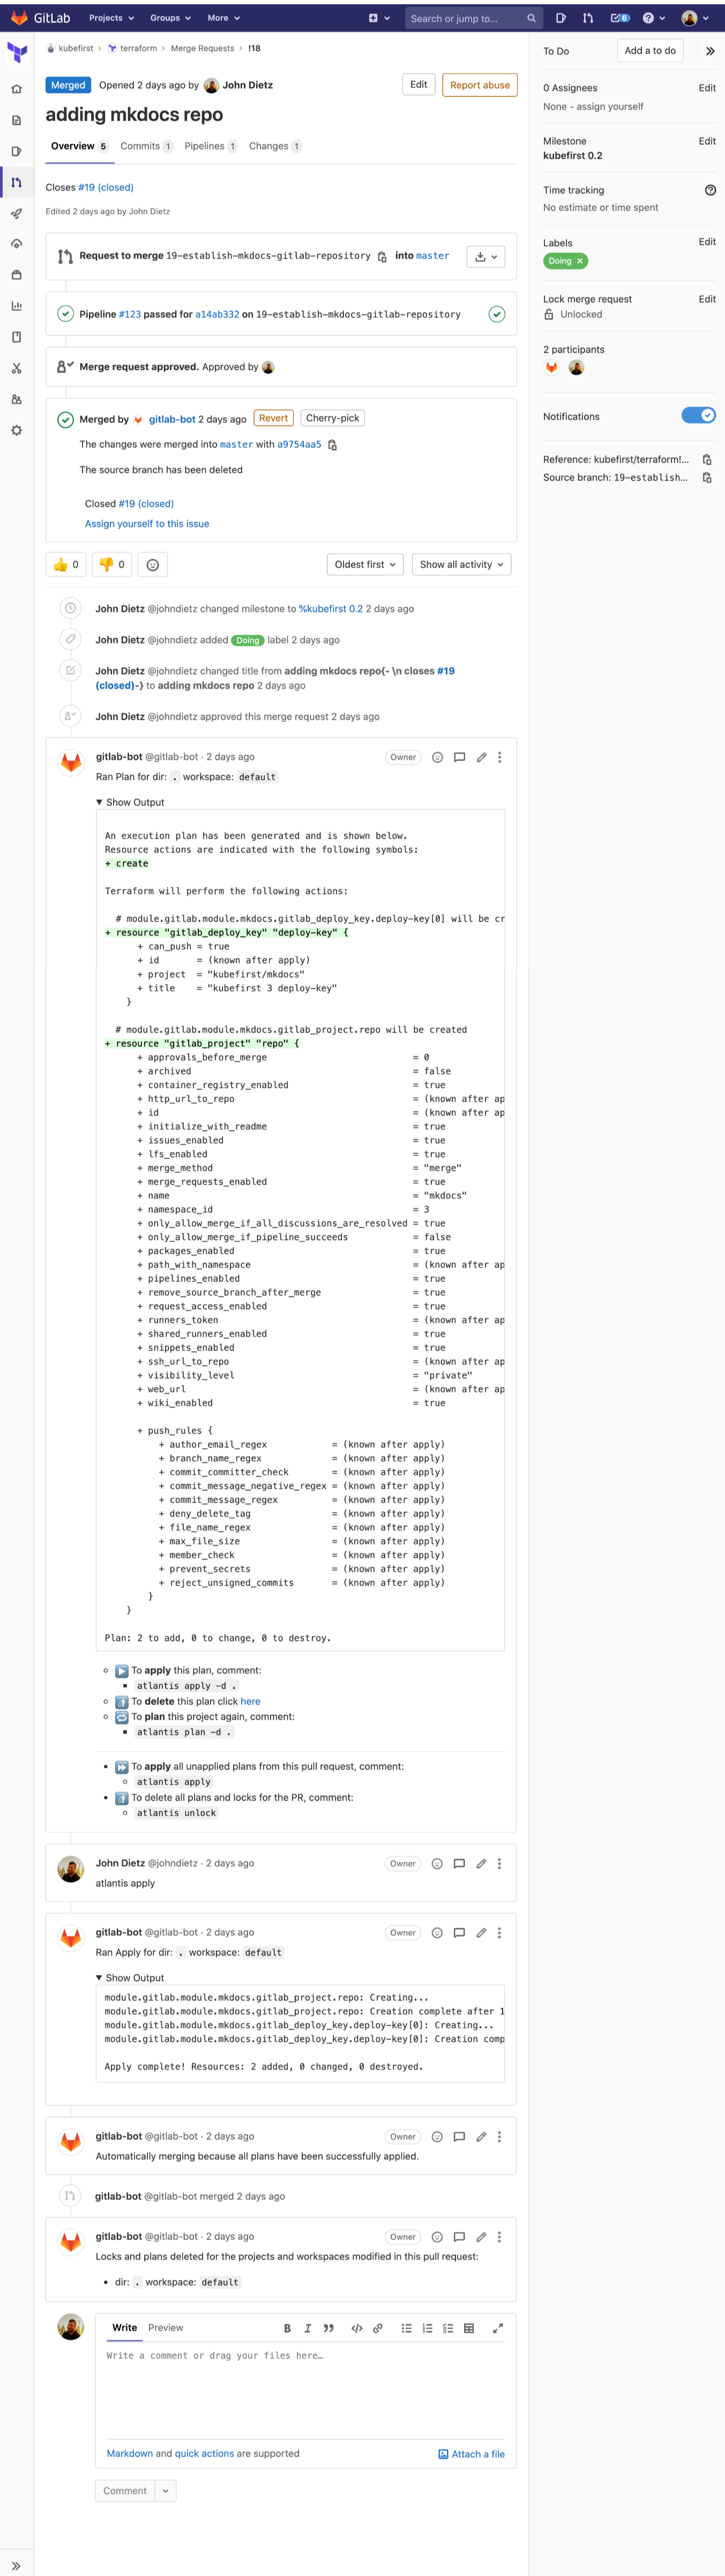 GitLab Projects Groups More Search or jump to... 6
kubefirst › terraform › Merge Requests › !18
Merged Opened 2 days ago by John Dietz Edit Report abuse
adding mkdocs repo
Overview 5 Commits 1 Pipelines 1 Changes 1
Closes #19 (closed)
Edited 2 days ago by John Dietz
Request to merge 19-establish-mkdocs-gitlab-repository into master
Pipeline #123 passed for a14ab332 on 19-establish-mkdocs-gitlab-repository
Merge request approved. Approved by
Merged by gitlab-bot 2 days ago Revert Cherry-pick
The changes were merged into master with a9754aa5
The source branch has been deleted
Closed #19 (closed)
Assign yourself to this issue
0 0 Oldest first Show all activity
John Dietz @johndietz changed milestone to %kubefirst 0.2 2 days ago
John Dietz @johndietz added Doing label 2 days ago
John Dietz @johndietz changed title from adding mkdocs repo{- \n closes #19
(closed)-} to adding mkdocs repo 2 days ago
John Dietz @johndietz approved this merge request 2 days ago
gitlab-bot @gitlab-bot · 2 days ago Owner
Ran Plan for dir: . workspace: default
▼ Show Output
An execution plan has been generated and is shown below.
Resource actions are indicated with the following symbols:
+ create
Terraform will perform the following actions:
# module.gitlab.module.mkdocs.gitlab_deploy_key.deploy-key[0] will be cr
+ resource "gitlab_deploy_key" "deploy-key" {
+ can_push = true
+ id = (known after apply)
+ project = "kubefirst/mkdocs"
+ title = "kubefirst 3 deploy-key"
}
# module.gitlab.module.mkdocs.gitlab_project.repo will be created
+ resource "gitlab_project" "repo" {
+ approvals_before_merge = 0
+ archived = false
+ container_registry_enabled = true
+ http_url_to_repo = (known after ap
+ id = (known after ap
+ initialize_with_readme = true
+ issues_enabled = true
+ lfs_enabled = true
+ merge_method = "merge"
+ merge_requests_enabled = true
+ name = "mkdocs"
+ namespace_id = 3
+ only_allow_merge_if_all_discussions_are_resolved = true
+ only_allow_merge_if_pipeline_succeeds = false
+ packages_enabled = true
+ path_with_namespace = (known after ap
+ pipelines_enabled = true
+ remove_source_branch_after_merge = true
+ request_access_enabled = true
+ runners_token = (known after ap
+ shared_runners_enabled = true
+ snippets_enabled = true
+ ssh_url_to_repo = (known after ap
+ visibility_level = "private"
+ web_url = (known after ap
+ wiki_enabled = true
+ push_rules {
+ author_email_regex = (known after apply)
+ branch_name_regex = (known after apply)
+ commit_committer_check = (known after apply)
+ commit_message_negative_regex = (known after apply)
+ commit_message_regex = (known after apply)
+ deny_delete_tag = (known after apply)
+ file_name_regex = (known after apply)
+ max_file_size = (known after apply)
+ member_check = (known after apply)
+ prevent_secrets = (known after apply)
+ reject_unsigned_commits = (known after apply)
}
}
Plan: 2 to add, 0 to change, 0 to destroy.
To apply this plan, comment:
atlantis apply -d .
To delete this plan click here
To plan this project again, comment:
atlantis plan -d .
To apply all unapplied plans from this pull request, comment:
atlantis apply
To delete all plans and locks for the PR, comment:
atlantis unlock
John Dietz @johndietz · 2 days ago Owner
atlantis apply
gitlab-bot @gitlab-bot · 2 days ago Owner
Ran Apply for dir: . workspace: default
▼ Show Output
module.gitlab.module.mkdocs.gitlab_project.repo: Creating...
module.gitlab.module.mkdocs.gitlab_project.repo: Creation complete after 1
module.gitlab.module.mkdocs.gitlab_deploy_key.deploy-key[0]: Creating...
module.gitlab.module.mkdocs.gitlab_deploy_key.deploy-key[0]: Creation comp
Apply complete! Resources: 2 added, 0 changed, 0 destroyed.
gitlab-bot @gitlab-bot · 2 days ago Owner
Automatically merging because all plans have been successfully applied.
gitlab-bot @gitlab-bot merged 2 days ago
gitlab-bot @gitlab-bot · 2 days ago Owner
Locks and plans deleted for the projects and workspaces modified in this pull request:
• dir: . workspace: default
Write Preview
Write a comment or drag your files here…
Markdown and quick actions are supported Attach a file
Comment
To Do Add a to do
0 Assignees Edit
None - assign yourself
Milestone Edit
kubefirst 0.2
Time tracking
No estimate or time spent
Labels Edit
Doing ×
Lock merge request Edit
Unlocked
2 participants
Notifications
Reference: kubefirst/terraform!...
Source branch: 19-establish...